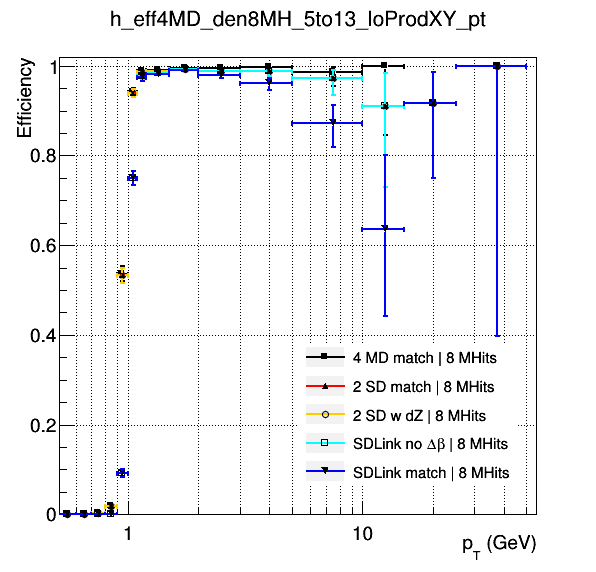 h_eff4MD_den8MH_5to13_loProdXY_pt
Efficiency
1
0.8
0.6
0.4
0.2
0
4 MD match | 8 MHits
2 SD match | 8 MHits
2 SD w dZ | 8 MHits
SDLink no Δβ | 8 MHits
SDLink match | 8 MHits
1
10
p_T (GeV)